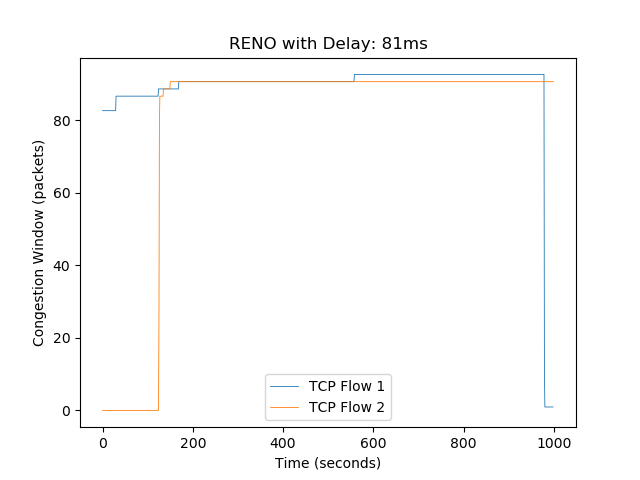 RENO with Delay: 81ms
Congestion Window (packets)
80
60
40
20
0
TCP Flow 1
TCP Flow 2
0 200 400 600 800 1000
Time (seconds)